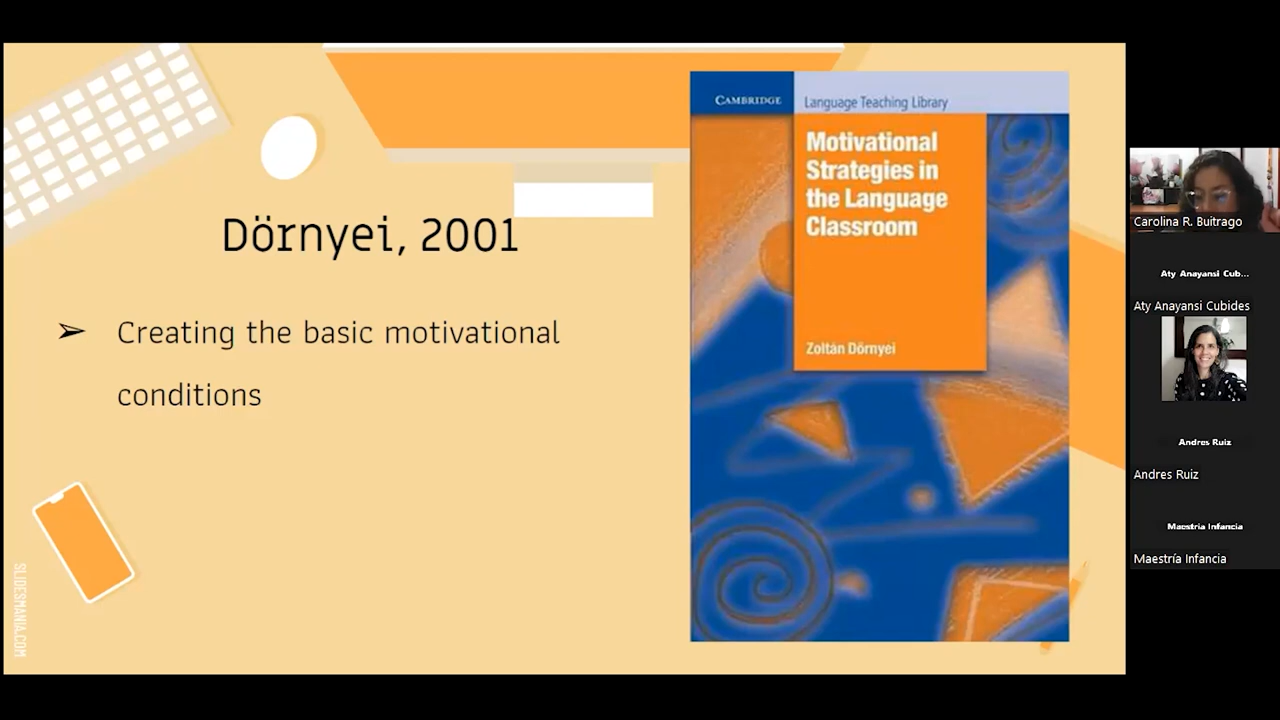 CAMBRIDGE
Language Teaching Library
Motivational
Strategies in
the Language
Classroom
Zoltán Dörnyei
Dörnyei, 2001
➢ Creating the basic motivational
conditions
SLIDESMANIA.COM
Carolina R. Buitrago
Aty Anayansi Cub...
Aty Anayansi Cubides
Andres Ruiz
Andres Ruiz
Maestría Infancia
Maestría Infancia